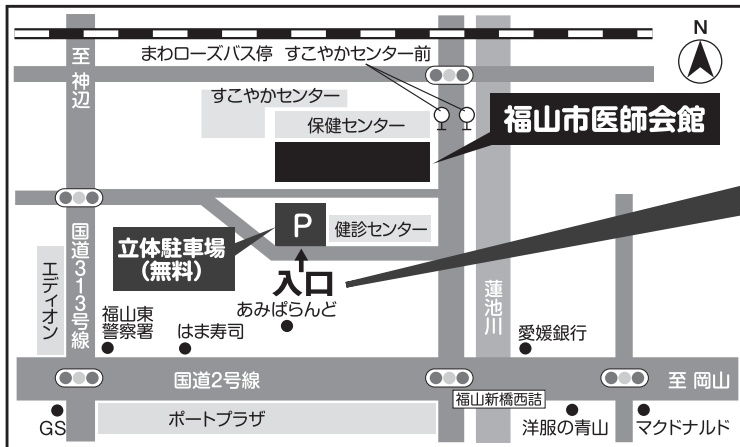 N
まわローズバス停 すこやかセンター前
至 神辺
すこやかセンター
保健センター
福山市医師会館
P
健診センター
立体駐車場
(無料)
入口
国道313号線
エディオン
蓮池川
あみぱらんど
福山東
警察署
はま寿司
愛媛銀行
国道2号線
至 岡山
福山新橋西詰
GS
ポートプラザ
洋服の青山
マクドナルド